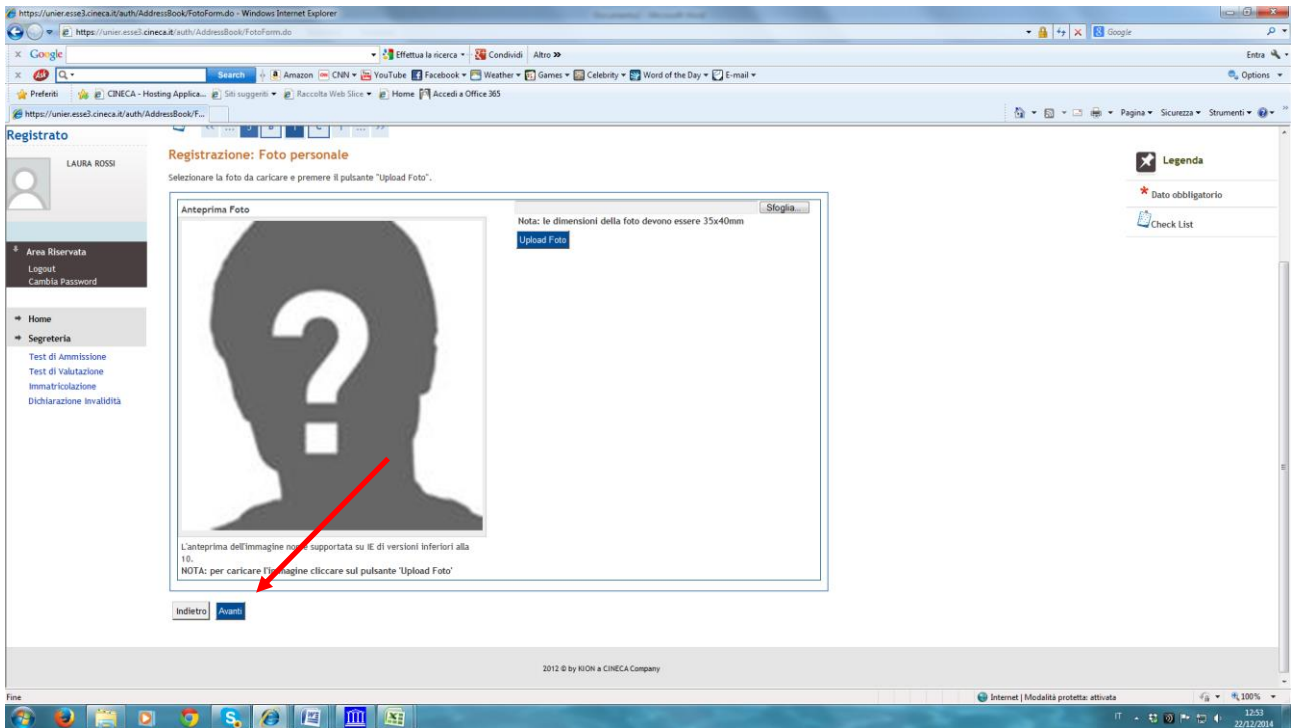 https://unier.esse3.cineca.it/auth/AddressBook/FotoForm.do - Windows Internet Explorer
https://unier.esse3.cineca.it/auth/AddressBook/FotoForm.do
Google
x Google Effettua la ricerca Condividi Altro » Entra
x Search Amazon CNN YouTube Facebook Weather Games Celebrity Word of the Day E-mail Options
Preferiti CINECA - Hosting Applica... Siti suggeriti Raccolta Web Slice Home Accedi a Office 365
https://unier.esse3.cineca.it/auth/AddressBook/F...
Pagina Sicurezza Strumenti
Registrato
LAURA ROSSI
Area Riservata
Logout
Cambia Password
Home
Segreteria
Test di Ammissione
Test di Valutazione
Immatricolazione
Dichiarazione Invalidità
Registrazione: Foto personale
Selezionare la foto da caricare e premere il pulsante "Upload Foto".
Anteprima Foto
?
Sfoglia...
Nota: le dimensioni della foto devono essere 35x40mm
Upload Foto
L'anteprima dell'immagine supportata su IE di versioni inferiori alla
10.
NOTA: per caricare l'immagine cliccare sul pulsante 'Upload Foto'
Indietro Avanti
Legenda
* Dato obbligatorio
Check List
2012 © by KION a CINECA Company
Fine
Internet | Modalità protetta: attivata 100%
IT 12:53
22/12/2014